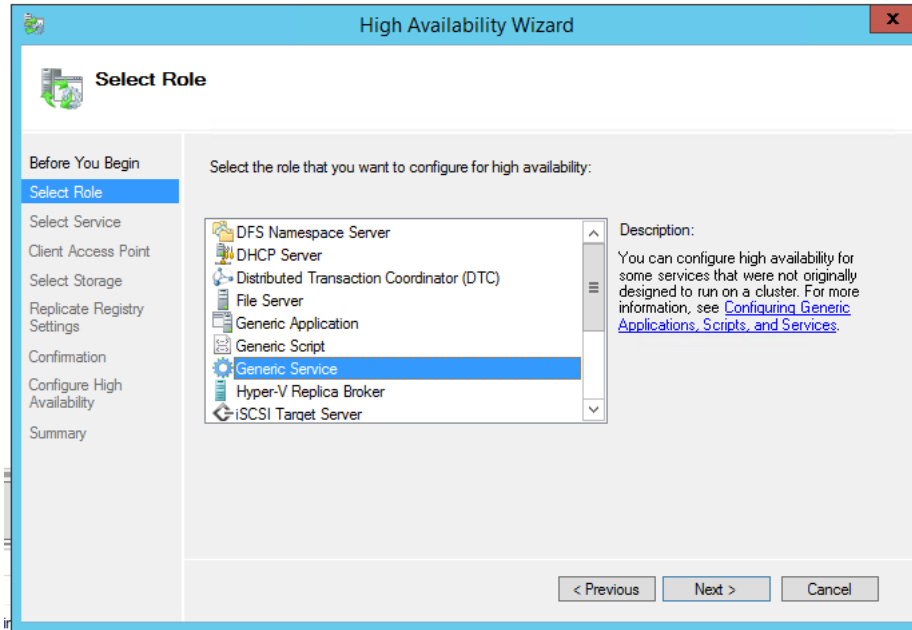 High Availability Wizard
Select Role
Before You Begin
Select Role
Select Service
Client Access Point
Select Storage
Replicate Registry
Settings
Confirmation
Configure High
Availability
Summary
Select the role that you want to configure for high availability:
DFS Namespace Server
DHCP Server
Distributed Transaction Coordinator (DTC)
File Server
Generic Application
Generic Script
Generic Service
Hyper-V Replica Broker
iSCSI Target Server
Description:
You can configure high availability for
some services that were not originally
designed to run on a cluster. For more
information, see Configuring Generic
Applications, Scripts, and Services.
< Previous
Next >
Cancel